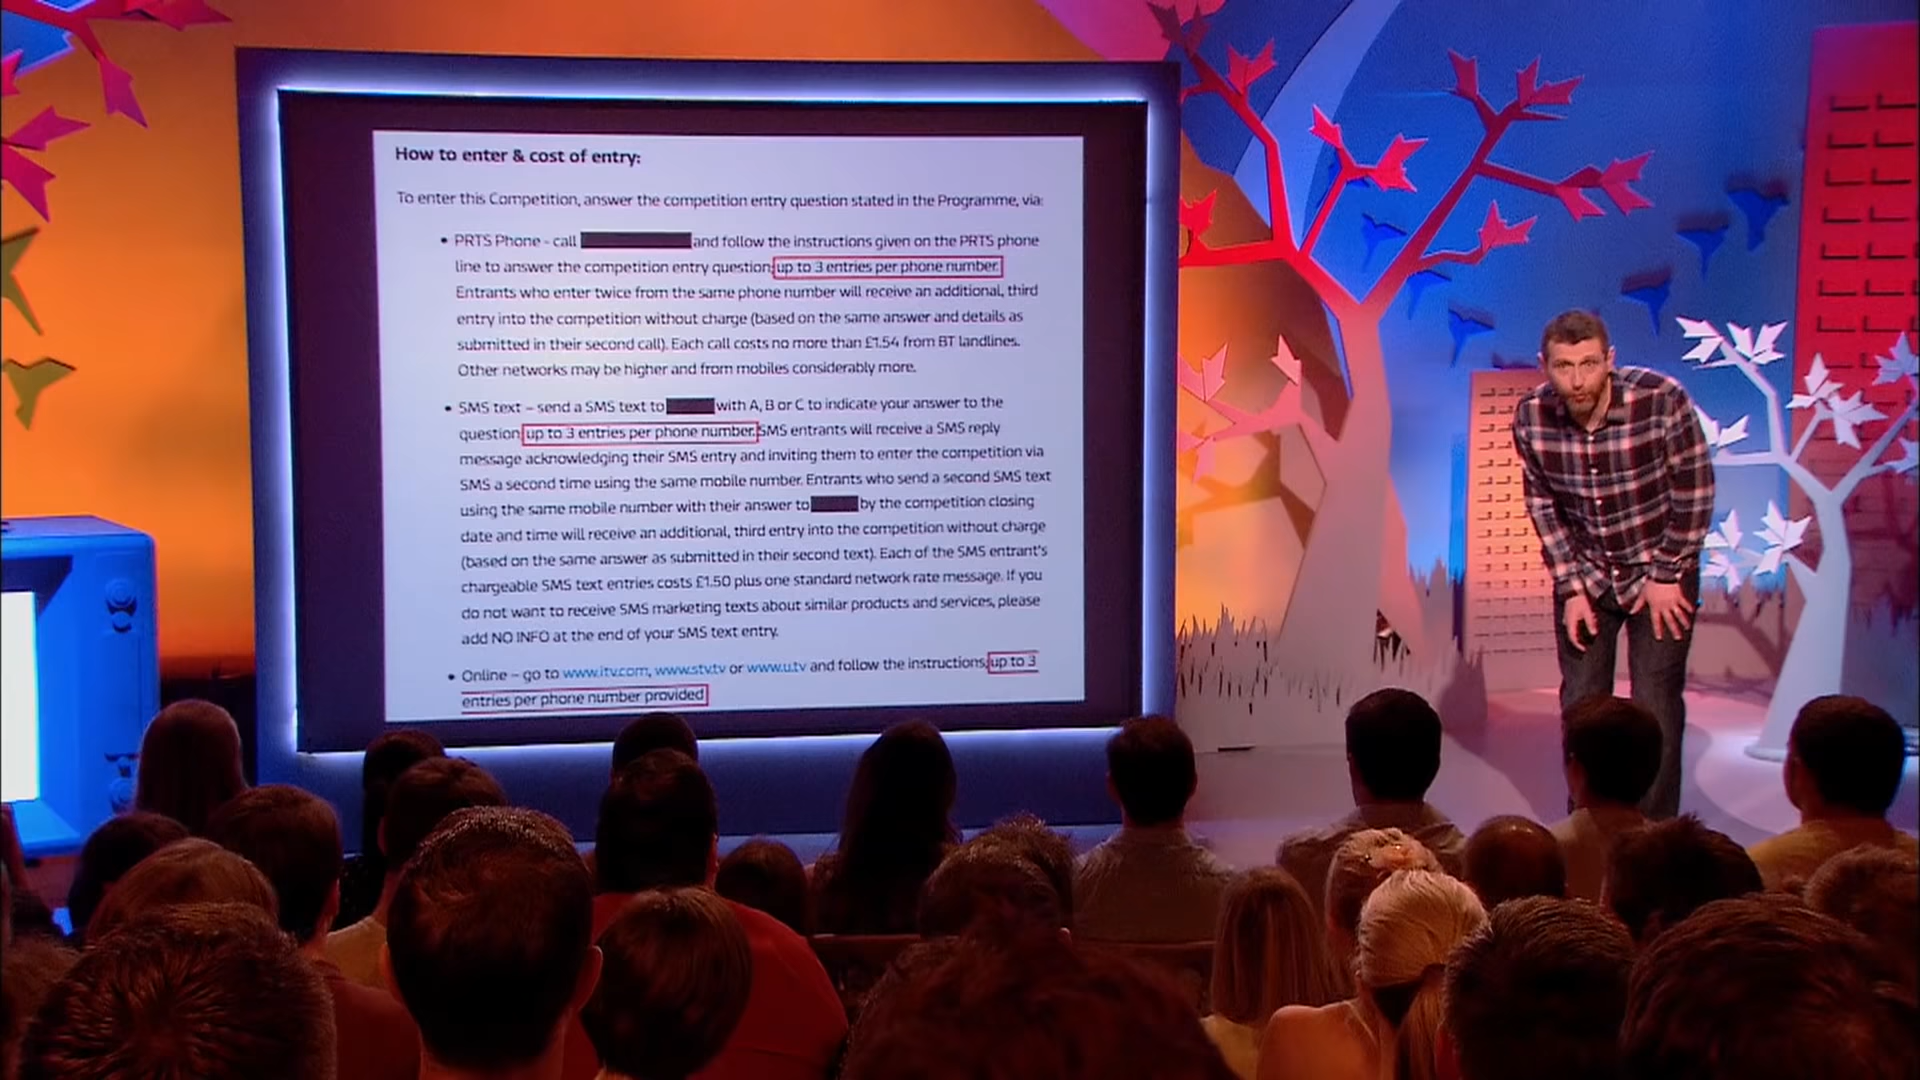 How to enter & cost of entry:
To enter this Competition, answer the competition entry question stated in the Programme, via:
• PRTS Phone - call and follow the instructions given on the PRTS phone
line to answer the competition entry question; up to 3 entries per phone number.
Entrants who enter twice from the same phone number will receive an additional, third
entry into the competition without charge (based on the same answer and details as
submitted in their second call). Each call costs no more than £1.54 from BT landlines.
Other networks may be higher and from mobiles considerably more.
• SMS text – send a SMS text to with A, B or C to indicate your answer to the
question; up to 3 entries per phone number. SMS entrants will receive a SMS reply
message acknowledging their SMS entry and inviting them to enter the competition via
SMS a second time using the same mobile number. Entrants who send a second SMS text
using the same mobile number with their answer to by the competition closing
date and time will receive an additional, third entry into the competition without charge
(based on the same answer as submitted in their second text). Each of the SMS entrant's
chargeable SMS text entries costs £1.50 plus one standard network rate message. If you
do not want to receive SMS marketing texts about similar products and services, please
add NO INFO at the end of your SMS text entry.
• Online – go to www.itv.com, www.stv.tv or www.u.tv and follow the instructions; up to 3
entries per phone number provided